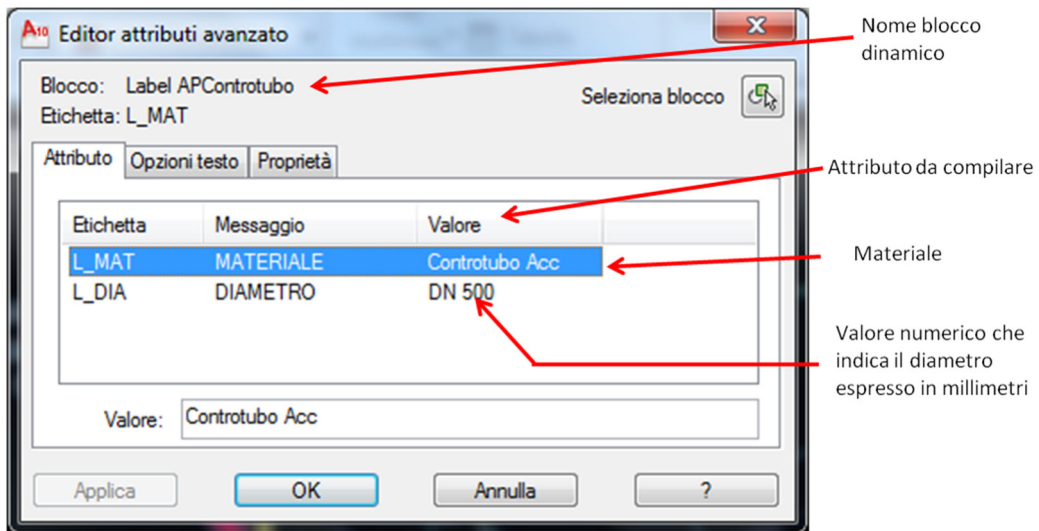 A10 Editor attributi avanzato X
Nome blocco
dinamico
Blocco: Label APControtubo
Seleziona blocco
Etichetta: L_MAT
Attributo Opzioni testo Proprietà
Attributo da compilare
Etichetta Messaggio Valore
L_MAT MATERIALE Controtubo Acc
Materiale
L_DIA DIAMETRO DN 500
Valore numerico che
indica il diametro
espresso in millimetri
Valore: Controtubo Acc
Applica OK Annulla ?